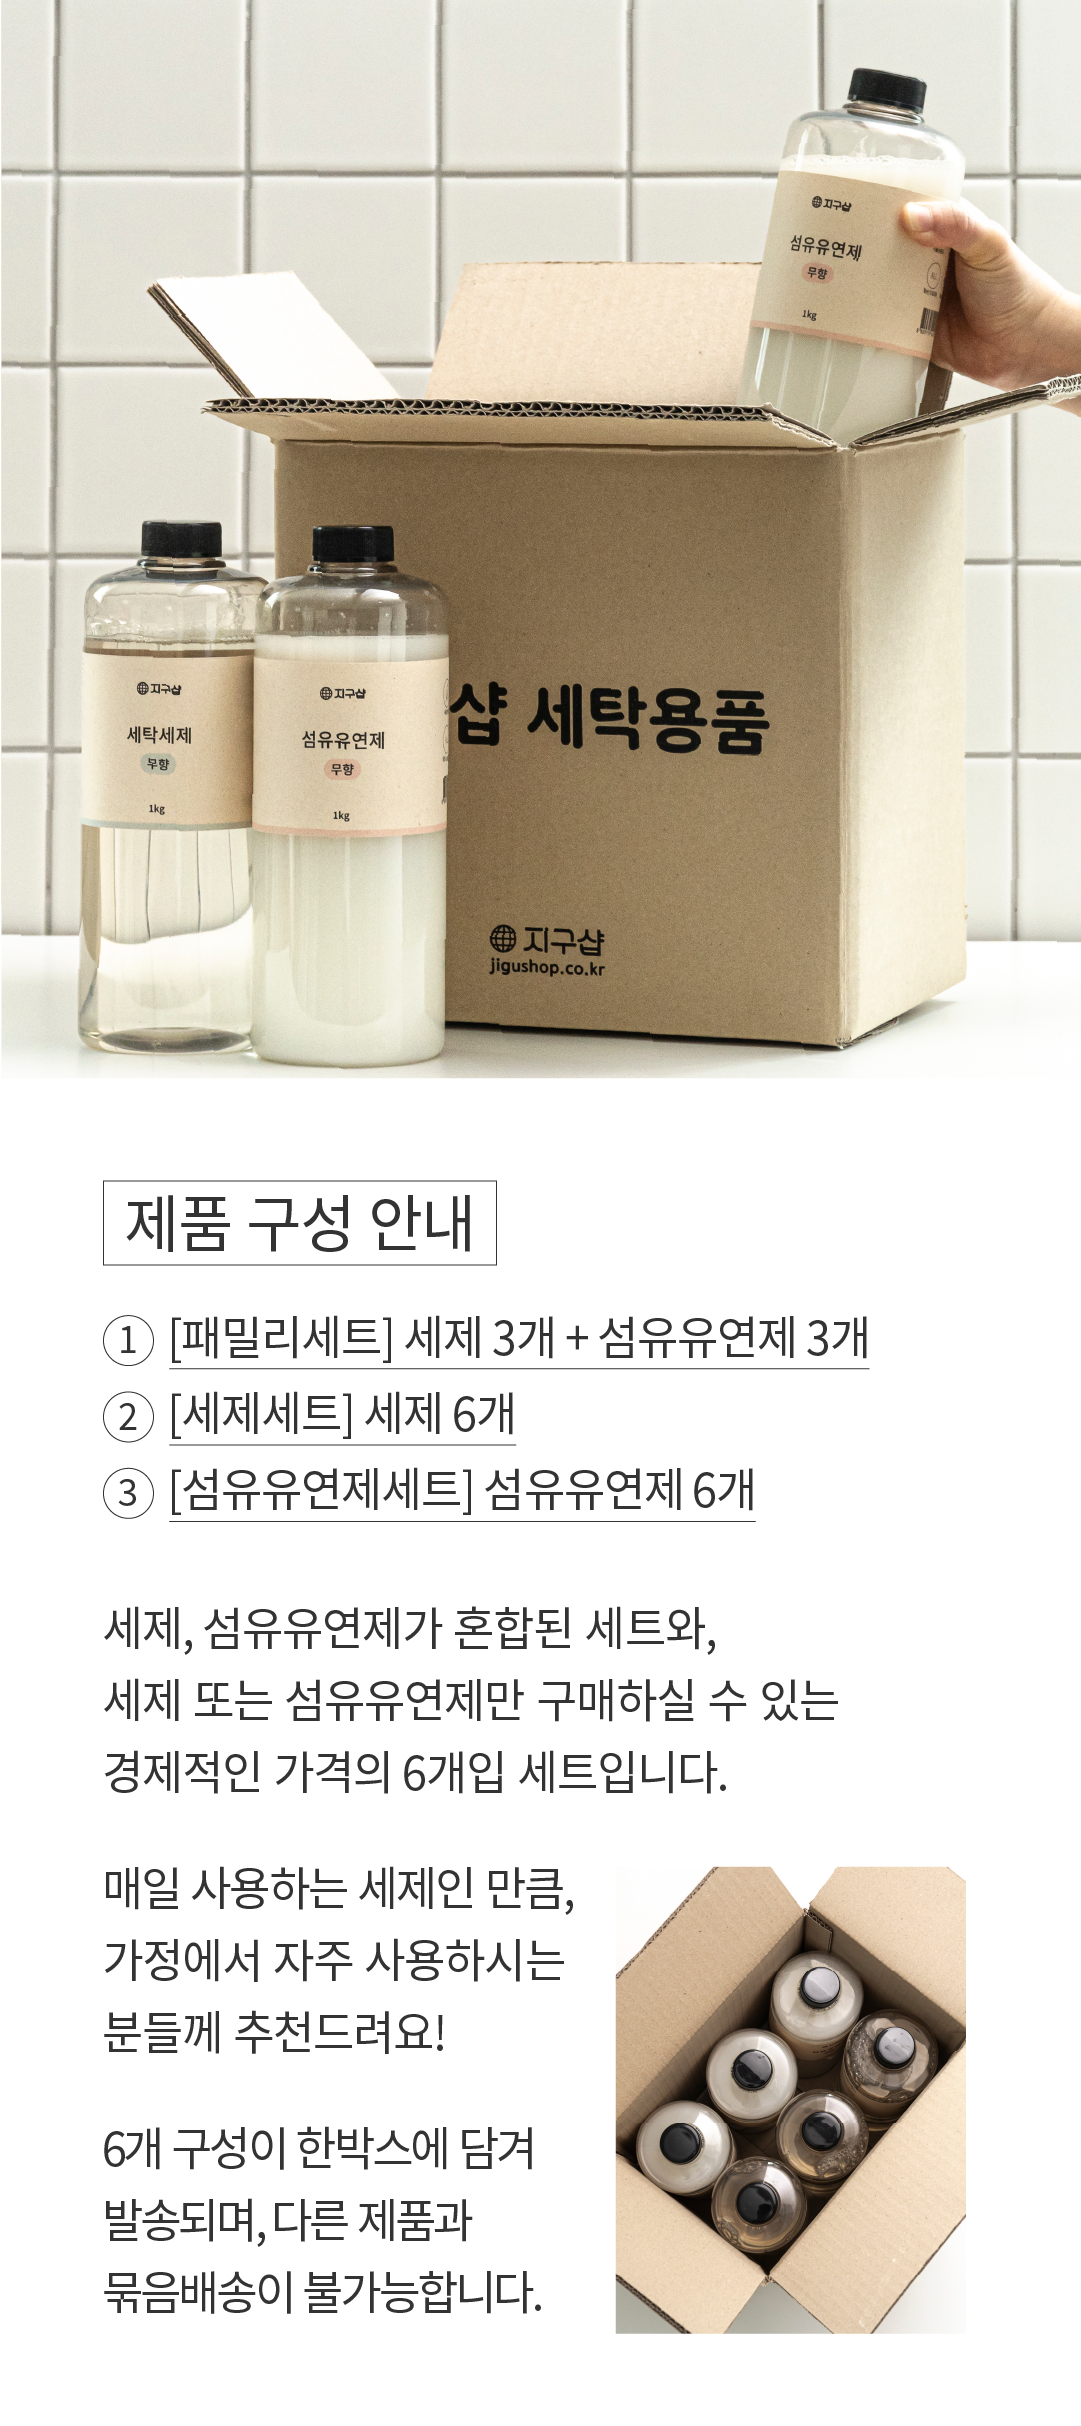 지구샵
섬유유연제
무향
1kg
지구샵
세탁세제
무향
1kg
지구샵
섬유유연제
무향
1kg
샵 세탁용품
지구샵
jigushop.co.kr
제품 구성 안내
① [패밀리세트] 세제 3개 + 섬유유연제 3개
② [세제세트] 세제 6개
③ [섬유유연제세트] 섬유유연제 6개
세제, 섬유유연제가 혼합된 세트와,
세제 또는 섬유유연제만 구매하실 수 있는
경제적인 가격의 6개입 세트입니다.
매일 사용하는 세제인 만큼,
가정에서 자주 사용하시는
분들께 추천드려요!
6개 구성이 한박스에 담겨
발송되며, 다른 제품과
묶음배송이 불가능합니다.